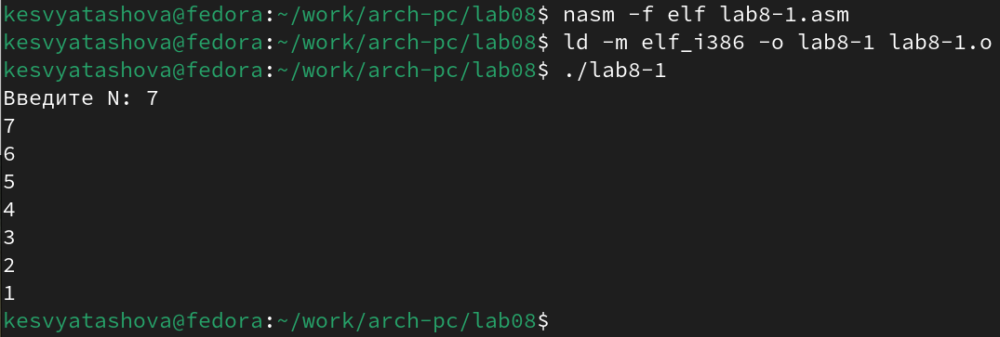 kesvyatashova@fedora:~/work/arch-pc/lab08$ nasm -f elf lab8-1.asm
kesvyatashova@fedora:~/work/arch-pc/lab08$ ld -m elf_i386 -o lab8-1 lab8-1.o
kesvyatashova@fedora:~/work/arch-pc/lab08$ ./lab8-1
Введите N: 7
7
6
5
4
3
2
1
kesvyatashova@fedora:~/work/arch-pc/lab08$